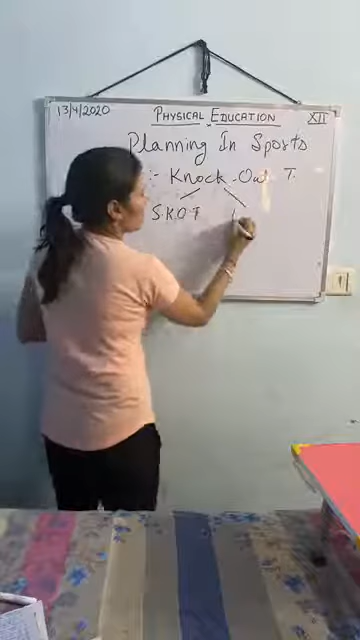 13/4/2020 PHYSICAL EDUCATION XII
Planning In Sports
:- Knock-Out T.
S.K.O.T